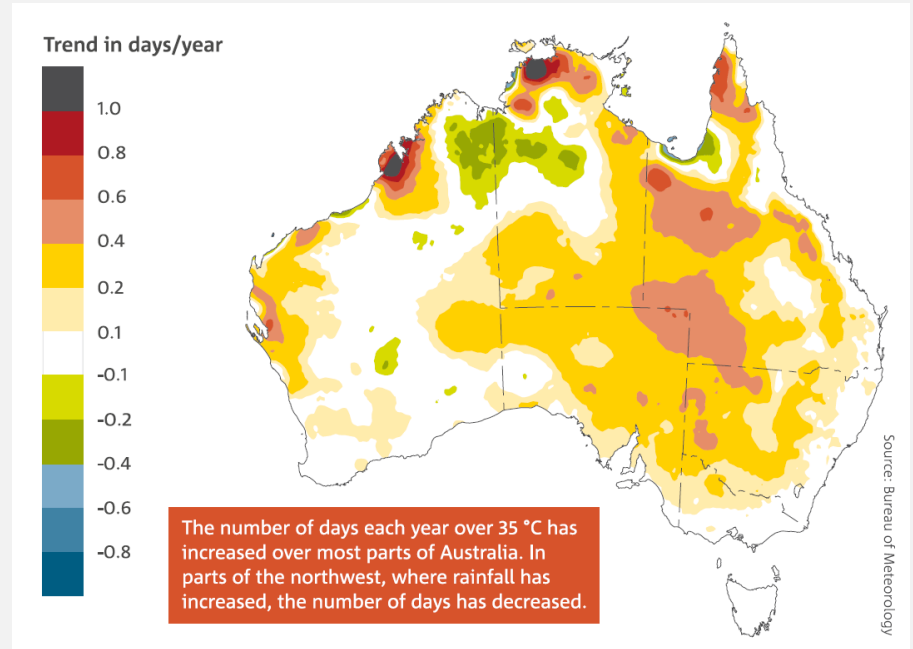 Trend in days/year
1.0
0.8
0.6
0.4
0.2
0.1
-0.1
-0.2
-0.4
-0.6
-0.8
The number of days each year over 35 °C has
increased over most parts of Australia. In
parts of the northwest, where rainfall has
increased, the number of days has decreased.
Source: Bureau of Meteorology